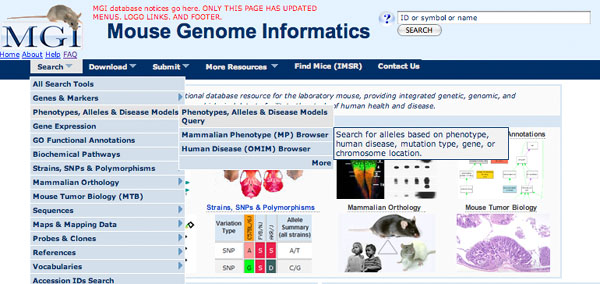 MGI database notices go here. ONLY THIS PAGE HAS UPDATED
MENUS. LOGO LINKS. AND FOOTER.
MGI
Mouse Genome Informatics
? ID or symbol or name
SEARCH
Home About Help FAQ
Search Download Submit More Resources Find Mice (IMSR) Contact Us
All Search Tools
Genes & Markers
Phenotypes, Alleles & Disease Models
Gene Expression
GO Functional Annotations
Biochemical Pathways
Strains, SNPs & Polymorphisms
Mammalian Orthology
Mouse Tumor Biology (MTB)
Sequences
Maps & Mapping Data
Probes & Clones
References
Vocabularies
Accession IDs Search
Phenotypes, Alleles & Disease Models
Query
Mammalian Phenotype (MP) Browser
Human Disease (OMIM) Browser
More
Search for alleles based on phenotype,
human disease, mutation type, gene, or
chromosome location.
tional database resource for the laboratory mouse, providing integrated genetic, genomic, and
of human health and disease.
Annotations
Strains, SNPs & Polymorphisms
Variation
Type
C57BL/6J
FVB/NJ
AKR/J
Allele
Summary
(all strains)
SNP A S S A/T
SNP G S D C/G
Mammalian Orthology
Mouse Tumor Biology